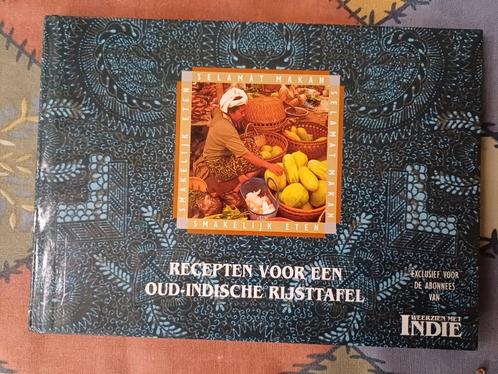 SELAMAT MAKAN
SMAKELIJK ETEN
SELAMAT MAKAN
SMAKELIJK ETEN
RECEPTEN VOOR EEN
OUD-INDISCHE RIJSTTAFEL
EXCLUSIEF VOOR
DE ABONNEES
VAN
WEERZIEN MET
INDIE